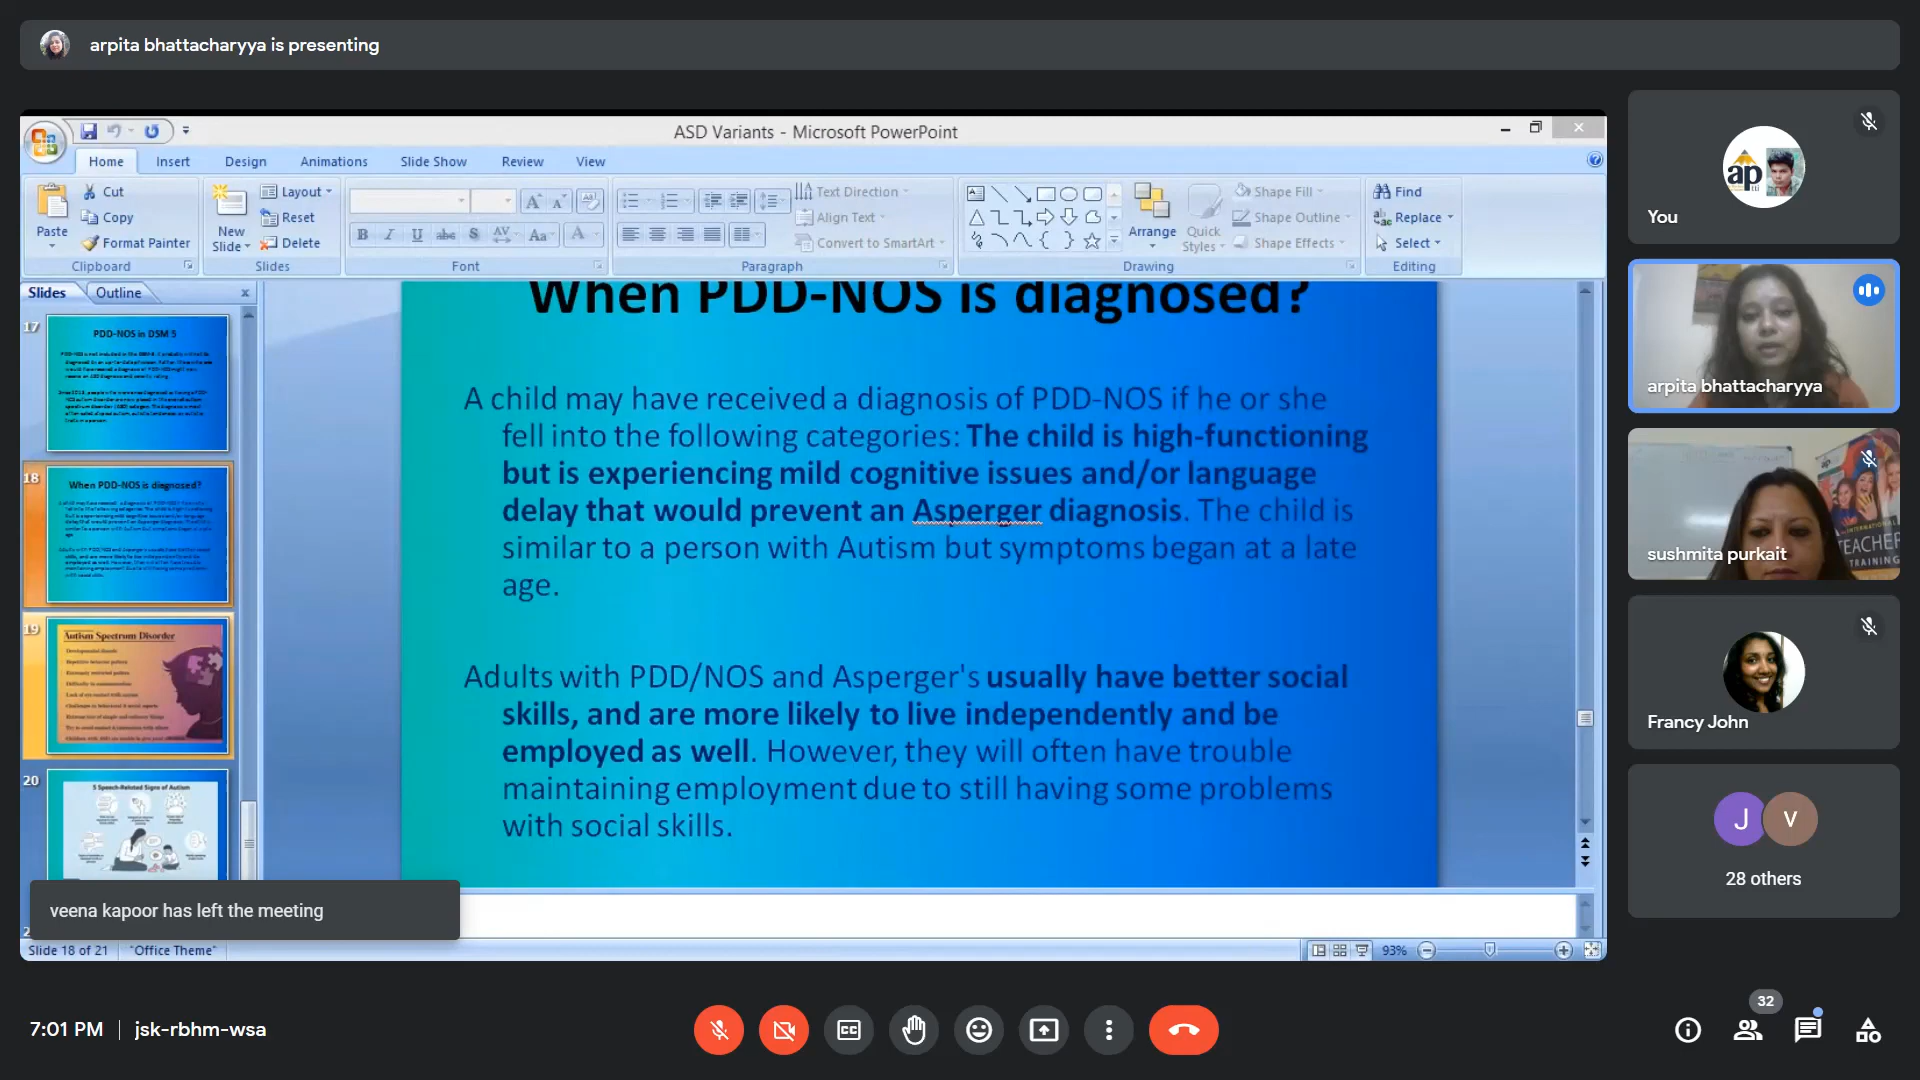 arpita bhattacharyya is presenting
ASD Variants - Microsoft PowerPoint
Home Insert Design Animations Slide Show Review View
Paste
Cut
Copy
Format Painter
Clipboard
New Slide
Layout
Reset
Delete
Slides
B I U abc S AV Aa A
Font
Text Direction
Align Text
Convert to SmartArt
Paragraph
Arrange
Quick Styles
Shape Fill
Shape Outline
Shape Effects
Drawing
Find
Replace
Select
Editing
Slides Outline x
17
PDD-NOS in DSM 5
18
When PDD-NOS is diagnosed?
19
Autism Spectrum Disorder
20
5 Speech-Related Signs of Autism
When PDD-NOS is diagnosed?
A child may have received a diagnosis of PDD-NOS if he or she
fell into the following categories: The child is high-functioning
but is experiencing mild cognitive issues and/or language
delay that would prevent an Asperger diagnosis. The child is
similar to a person with Autism but symptoms began at a late
age.
Adults with PDD/NOS and Asperger's usually have better social
skills, and are more likely to live independently and be
employed as well. However, they will often have trouble
maintaining employment due to still having some problems
with social skills.
veena kapoor has left the meeting
Slide 18 of 21 "Office Theme"
93%
ap
You
arpita bhattacharyya
INTERNATIONAL
TEACHER
TRAINING
sushmita purkait
Francy John
J V
28 others
7:01 PM | jsk-rbhm-wsa
CC
32